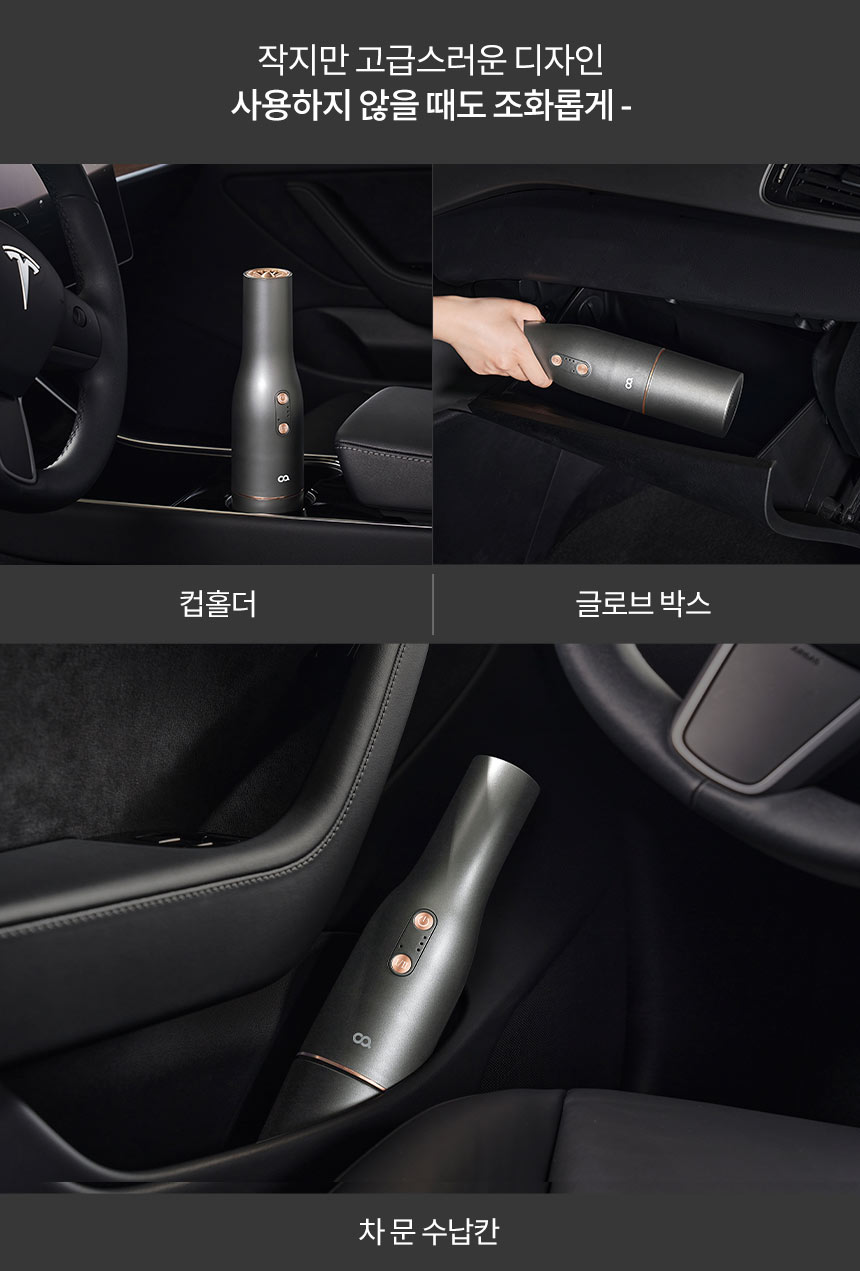 작지만 고급스러운 디자인
사용하지 않을 때도 조화롭게 -
컵홀더
글로브 박스
차 문 수납칸